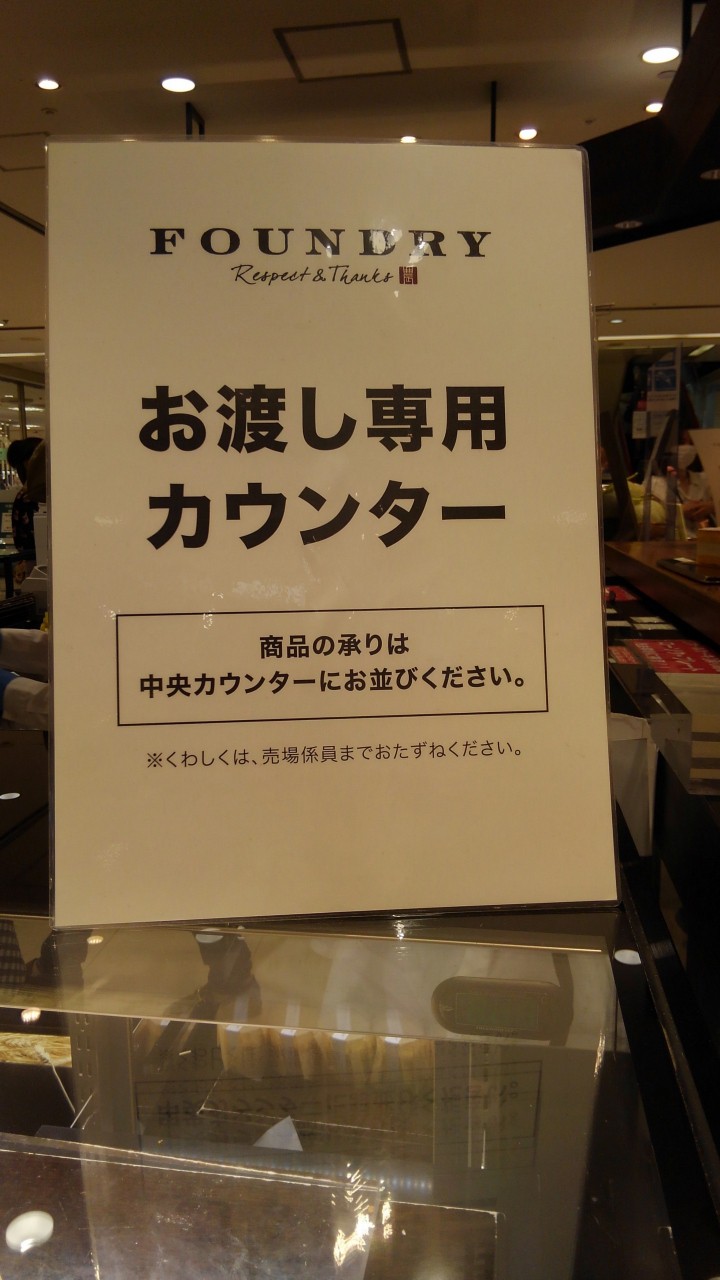 FOUNDRY
Respect & Thanks
お渡し専用
カウンター
商品の承りは
中央カウンターにお並びください。
※くわしくは、売場係員までおたずねください。